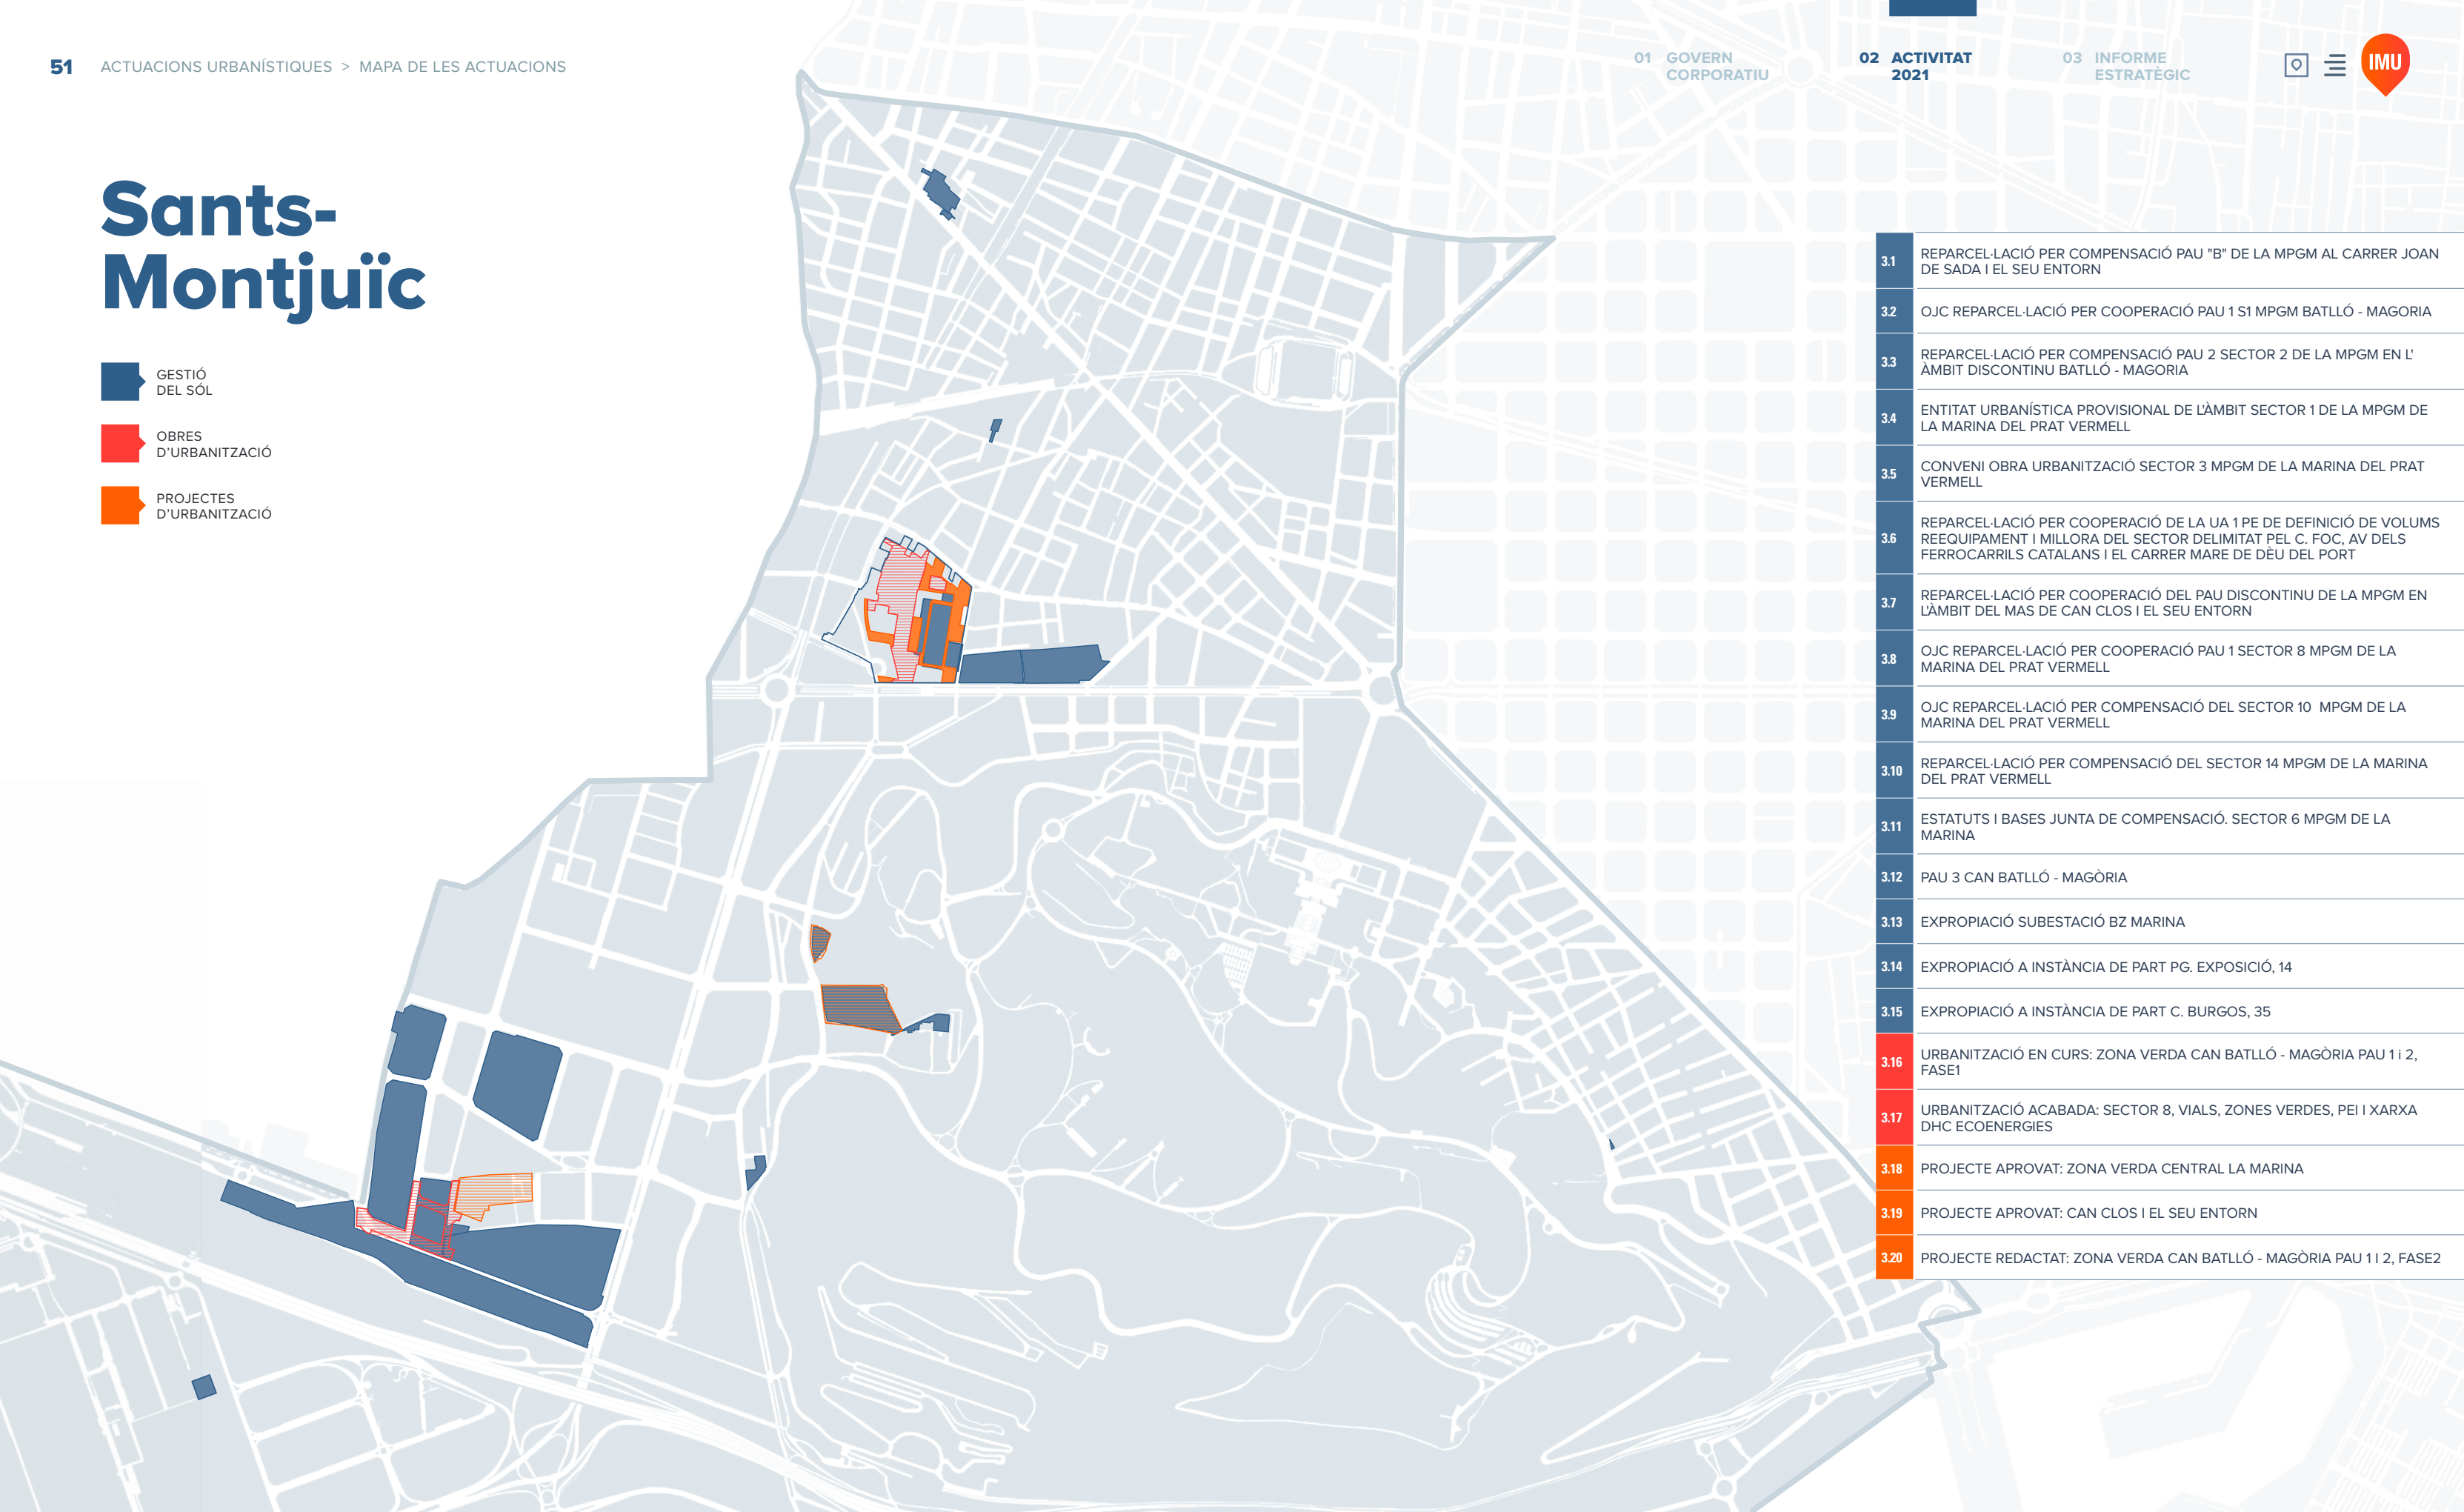 51 ACTUACIONS URBANÍSTIQUES > MAPA DE LES ACTUACIONS
01 GOVERN
CORPORATIU
02 ACTIVITAT
2021
03 INFORME
ESTRATÈGIC
IMU
Sants-
Montjuïc
GESTIÓ
DEL SÓL
OBRES
D'URBANITZACIÓ
PROJECTES
D'URBANITZACIÓ
3.1 REPARCEL·LACIÓ PER COMPENSACIÓ PAU "B" DE LA MPGM AL CARRER JOAN
DE SADA I EL SEU ENTORN
3.2 OJC REPARCEL·LACIÓ PER COOPERACIÓ PAU 1 S1 MPGM BATLLÓ - MAGORIA
3.3 REPARCEL·LACIÓ PER COMPENSACIÓ PAU 2 SECTOR 2 DE LA MPGM EN L'
ÀMBIT DISCONTINU BATLLÓ - MAGORIA
3.4 ENTITAT URBANÍSTICA PROVISIONAL DE L'ÀMBIT SECTOR 1 DE LA MPGM DE
LA MARINA DEL PRAT VERMELL
3.5 CONVENI OBRA URBANITZACIÓ SECTOR 3 MPGM DE LA MARINA DEL PRAT
VERMELL
3.6 REPARCEL·LACIÓ PER COOPERACIÓ DE LA UA 1 PE DE DEFINICIÓ DE VOLUMS
REEQUIPAMENT I MILLORA DEL SECTOR DELIMITAT PEL C. FOC, AV DELS
FERROCARRILS CATALANS I EL CARRER MARE DE DÈU DEL PORT
3.7 REPARCEL·LACIÓ PER COOPERACIÓ DEL PAU DISCONTINU DE LA MPGM EN
L'ÀMBIT DEL MAS DE CAN CLOS I EL SEU ENTORN
3.8 OJC REPARCEL·LACIÓ PER COOPERACIÓ PAU 1 SECTOR 8 MPGM DE LA
MARINA DEL PRAT VERMELL
3.9 OJC REPARCEL·LACIÓ PER COMPENSACIÓ DEL SECTOR 10 MPGM DE LA
MARINA DEL PRAT VERMELL
3.10 REPARCEL·LACIÓ PER COMPENSACIÓ DEL SECTOR 14 MPGM DE LA MARINA
DEL PRAT VERMELL
3.11 ESTATUTS I BASES JUNTA DE COMPENSACIÓ. SECTOR 6 MPGM DE LA
MARINA
3.12 PAU 3 CAN BATLLÓ - MAGÒRIA
3.13 EXPROPIACIÓ SUBESTACIÓ BZ MARINA
3.14 EXPROPIACIÓ A INSTÀNCIA DE PART PG. EXPOSICIÓ, 14
3.15 EXPROPIACIÓ A INSTÀNCIA DE PART C. BURGOS, 35
3.16 URBANITZACIÓ EN CURS: ZONA VERDA CAN BATLLÓ - MAGÒRIA PAU 1 i 2,
FASE1
3.17 URBANITZACIÓ ACABADA: SECTOR 8, VIALS, ZONES VERDES, PEI I XARXA
DHC ECOENERGIES
3.18 PROJECTE APROVAT: ZONA VERDA CENTRAL LA MARINA
3.19 PROJECTE APROVAT: CAN CLOS I EL SEU ENTORN
3.20 PROJECTE REDACTAT: ZONA VERDA CAN BATLLÓ - MAGÒRIA PAU 1 I 2, FASE2